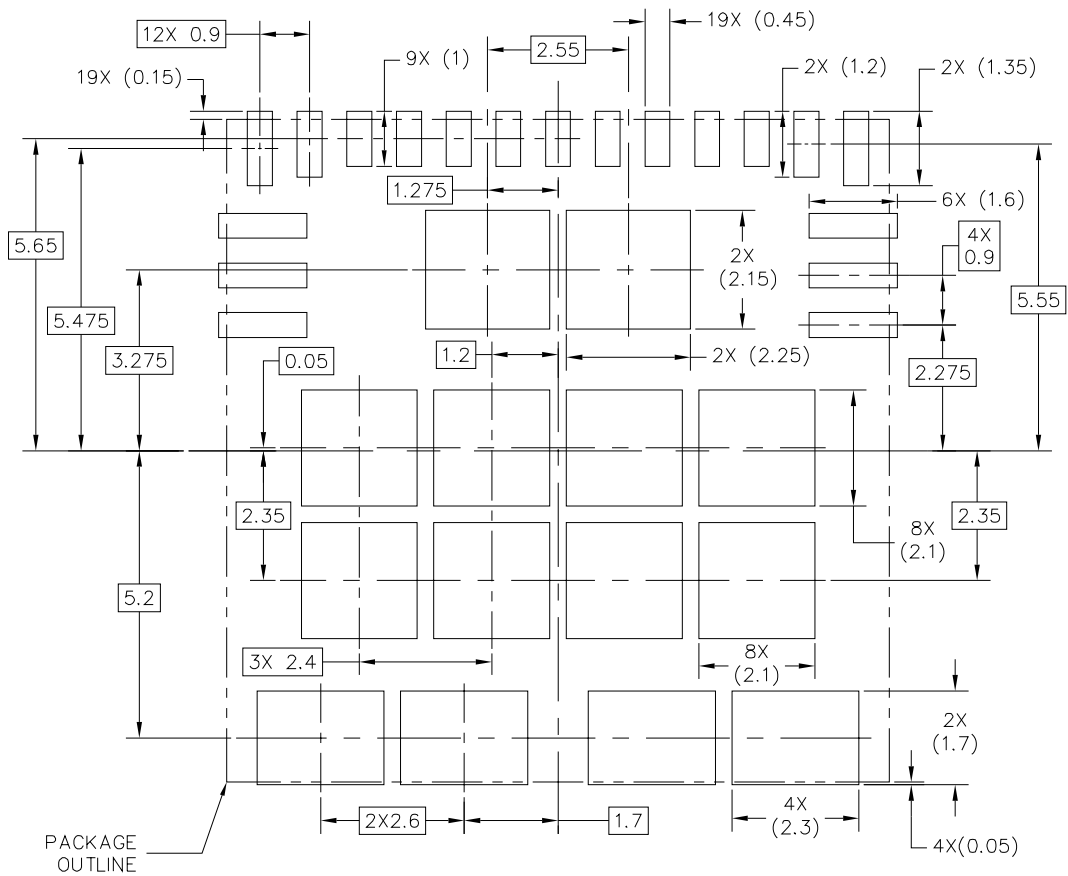 12X 0.9
2.55
19X (0.45)
19X (0.15)
9X (1)
2X (1.2)
2X (1.35)
1.275
6X (1.6)
5.65
2X
(2.15)
4X
0.9
5.55
5.475
3.275
0.05
1.2
2X (2.25)
2.275
2.35
2.35
8X
(2.1)
5.2
3X 2.4
8X
(2.1)
2X
(1.7)
2X2.6
1.7
4X
(2.3)
4X(0.05)
PACKAGE
OUTLINE